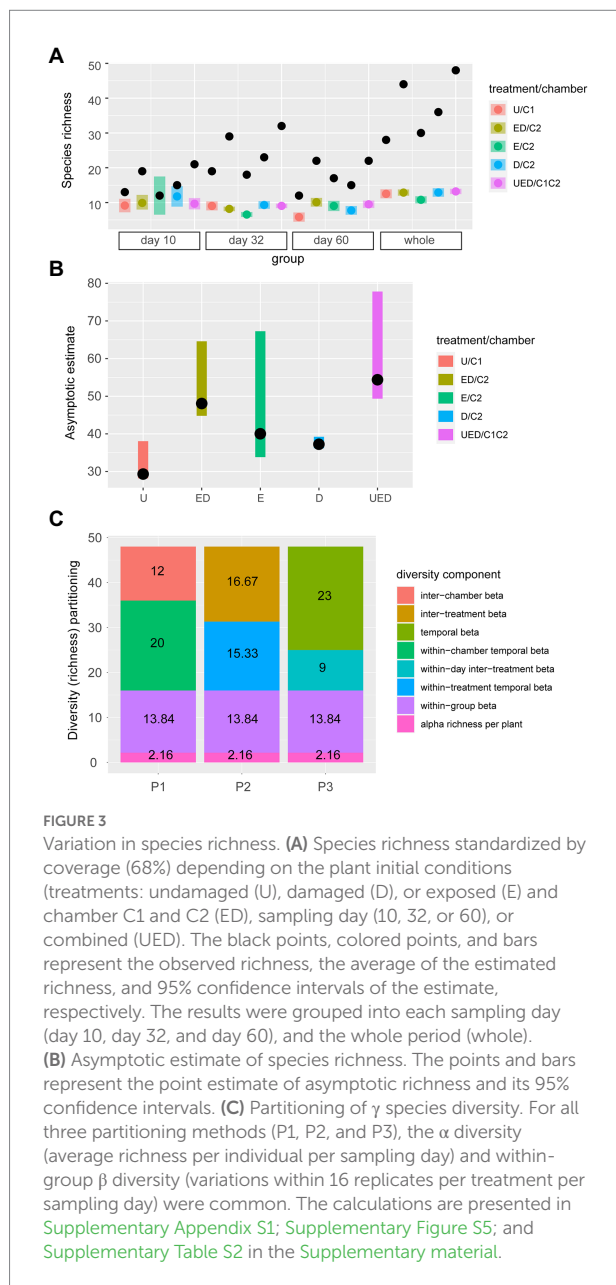 A
50
40
30
20
10
Species richness
day 10
day 32
day 60
whole
group
treatment/chamber
U/C1
ED/C2
E/C2
D/C2
UED/C1C2
B
80
70
60
50
40
30
Asymptotic estimate
U
ED
E
D
UED
treatment/chamber
U/C1
ED/C2
E/C2
D/C2
UED/C1C2
C
50
40
30
20
10
0
Diversity (richness) partitioning
12
16.67
23
20
15.33
9
13.84
13.84
13.84
2.16
2.16
2.16
P1
P2
P3
diversity component
inter−chamber beta
inter−treatment beta
temporal beta
within−chamber temporal beta
within−day inter−treatment beta
within−treatment temporal beta
within−group beta
alpha richness per plant
FIGURE 3
Variation in species richness. (A) Species richness standardized by
coverage (68%) depending on the plant initial conditions
(treatments: undamaged (U), damaged (D), or exposed (E) and
chamber C1 and C2 (ED), sampling day (10, 32, or 60), or
combined (UED). The black points, colored points, and bars
represent the observed richness, the average of the estimated
richness, and 95% confidence intervals of the estimate,
respectively. The results were grouped into each sampling day
(day 10, day 32, and day 60), and the whole period (whole).
(B) Asymptotic estimate of species richness. The points and bars
represent the point estimate of asymptotic richness and its 95%
confidence intervals. (C) Partitioning of γ species diversity. For all
three partitioning methods (P1, P2, and P3), the α diversity
(average richness per individual per sampling day) and within-
group β diversity (variations within 16 replicates per treatment per
sampling day) were common. The calculations are presented in
Supplementary Appendix S1; Supplementary Figure S5; and
Supplementary Table S2 in the Supplementary material.